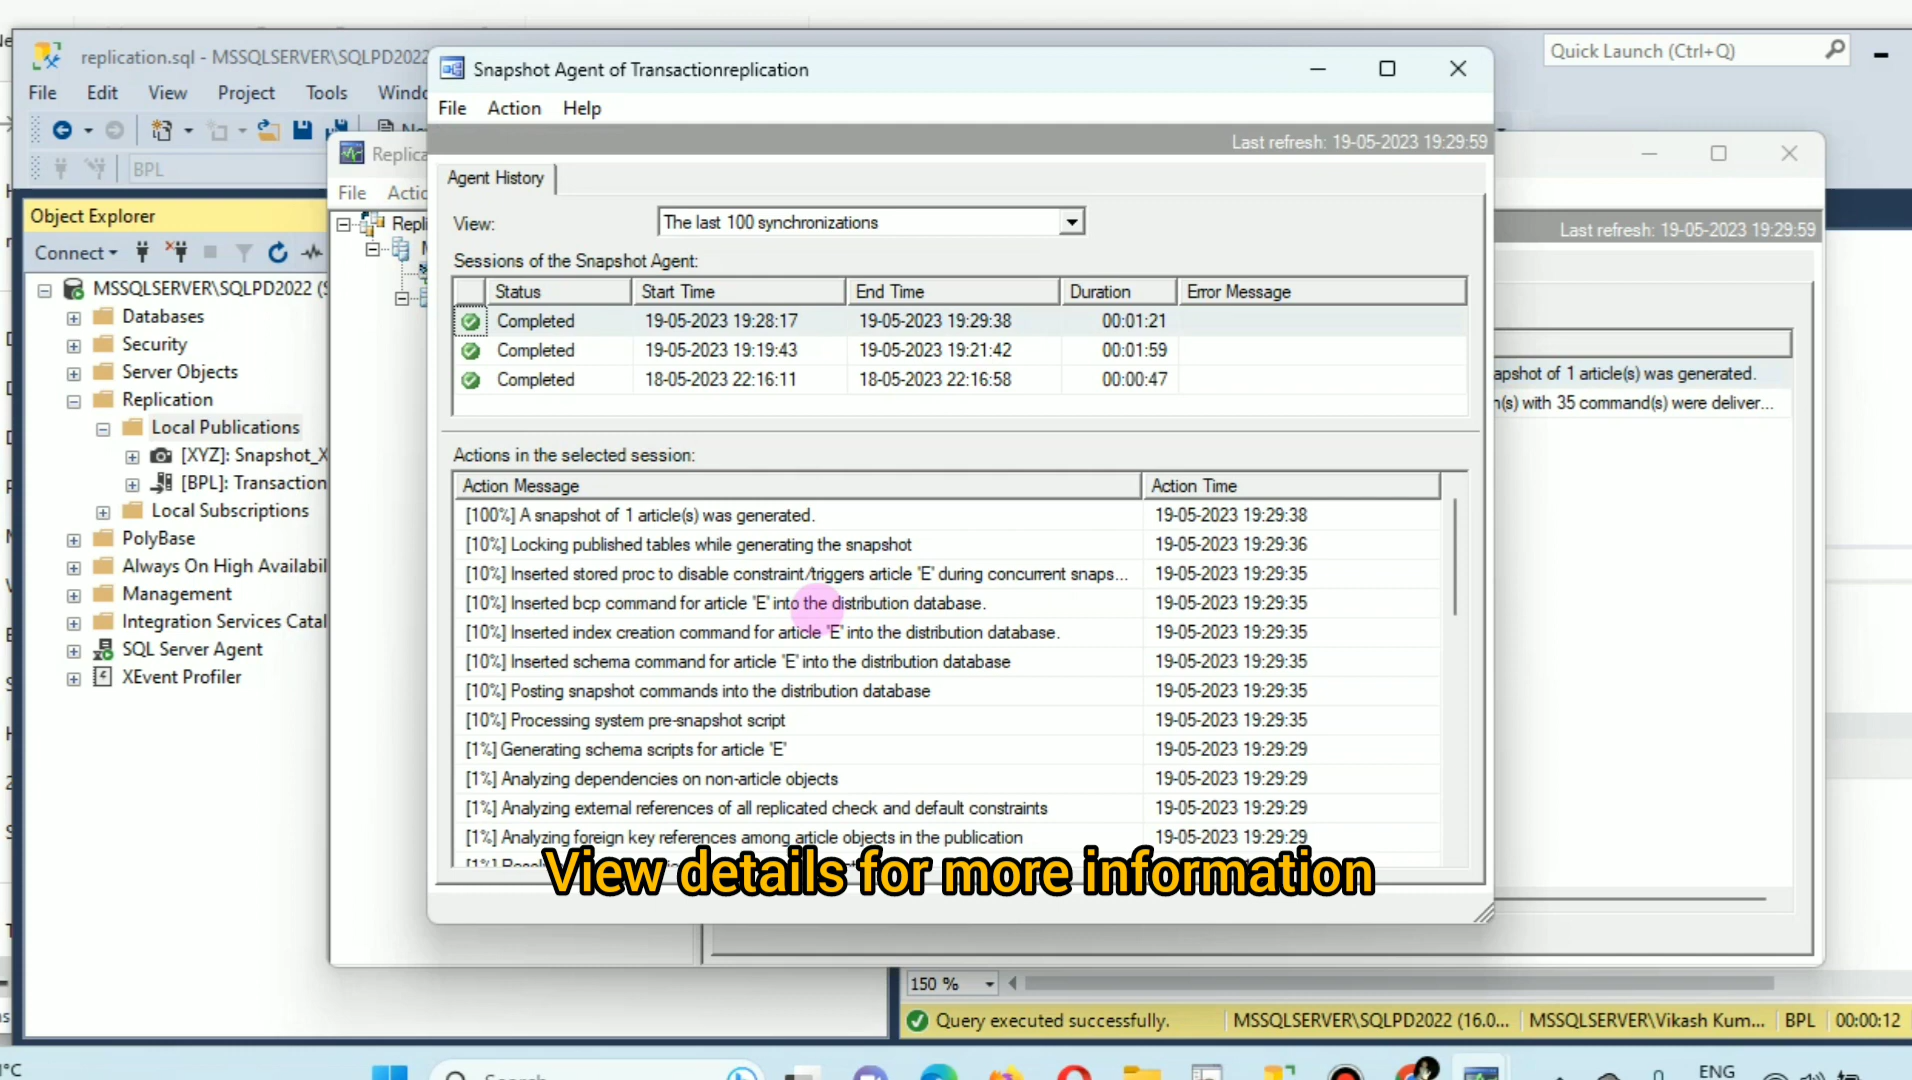 replication.sql - MSSQLSERVER\SQLPD2022
Quick Launch (Ctrl+Q)
File Edit View Project Tools
BPL
Object Explorer
Connect
MSSQLSERVER\SQLPD2022
Databases
Security
Server Objects
Replication
Local Publications
[XYZ]: Snapshot_X
[BPL]: Transaction
Local Subscriptions
PolyBase
Always On High Availabil
Management
Integration Services Catal
SQL Server Agent
XEvent Profiler
File
Last refresh: 19-05-2023 19:29:59
apshot of 1 article(s) was generated.
with 35 command(s) were deliver...
Snapshot Agent of Transactionreplication
File Action Help
Last refresh: 19-05-2023 19:29:59
Agent History
View: The last 100 synchronizations
Sessions of the Snapshot Agent:
Status Start Time End Time Duration Error Message
Completed 19-05-2023 19:28:17 19-05-2023 19:29:38 00:01:21
Completed 19-05-2023 19:19:43 19-05-2023 19:21:42 00:01:59
Completed 18-05-2023 22:16:11 18-05-2023 22:16:58 00:00:47
Actions in the selected session:
Action Message Action Time
[100%] A snapshot of 1 article(s) was generated. 19-05-2023 19:29:38
[10%] Locking published tables while generating the snapshot 19-05-2023 19:29:36
[10%] Inserted stored proc to disable constraint/triggers article 'E' during concurrent snaps... 19-05-2023 19:29:35
[10%] Inserted bcp command for article 'E' into the distribution database. 19-05-2023 19:29:35
[10%] Inserted index creation command for article 'E' into the distribution database. 19-05-2023 19:29:35
[10%] Inserted schema command for article 'E' into the distribution database 19-05-2023 19:29:35
[10%] Posting snapshot commands into the distribution database 19-05-2023 19:29:35
[10%] Processing system pre-snapshot script 19-05-2023 19:29:35
[1%] Generating schema scripts for article 'E' 19-05-2023 19:29:29
[1%] Analyzing dependencies on non-article objects 19-05-2023 19:29:29
[1%] Analyzing external references of all replicated check and default constraints 19-05-2023 19:29:29
[1%] Analyzing foreign key references among article objects in the publication 19-05-2023 19:29:29
View details for more information
150 %
Query executed successfully. MSSQLSERVER\SQLPD2022 (16.0... MSSQLSERVER\Vikash Kum... BPL 00:00:12
ENG